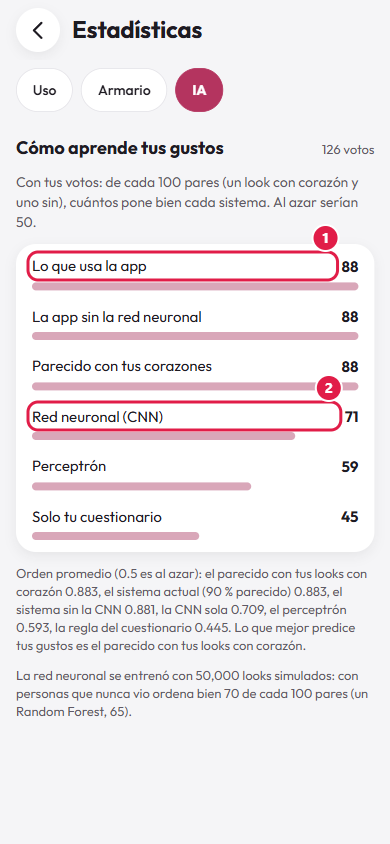 Estadísticas
Uso
Armario
IA
Cómo aprende tus gustos
126 votos
Con tus votos: de cada 100 pares (un look con corazón y
uno sin), cuántos pone bien cada sistema. Al azar serían
50.
1
Lo que usa la app
88
La app sin la red neuronal
88
Parecido con tus corazones
88
2
Red neuronal (CNN)
71
Perceptrón
59
Solo tu cuestionario
45
Orden promedio (0.5 es al azar): el parecido con tus looks con
corazón 0.883, el sistema actual (90 % parecido) 0.883, el
sistema sin la CNN 0.881, la CNN sola 0.709, el perceptrón
0.593, la regla del cuestionario 0.445. Lo que mejor predice
tus gustos es el parecido con tus looks con corazón.
La red neuronal se entrenó con 50,000 looks simulados: con
personas que nunca vio ordena bien 70 de cada 100 pares (un
Random Forest, 65).